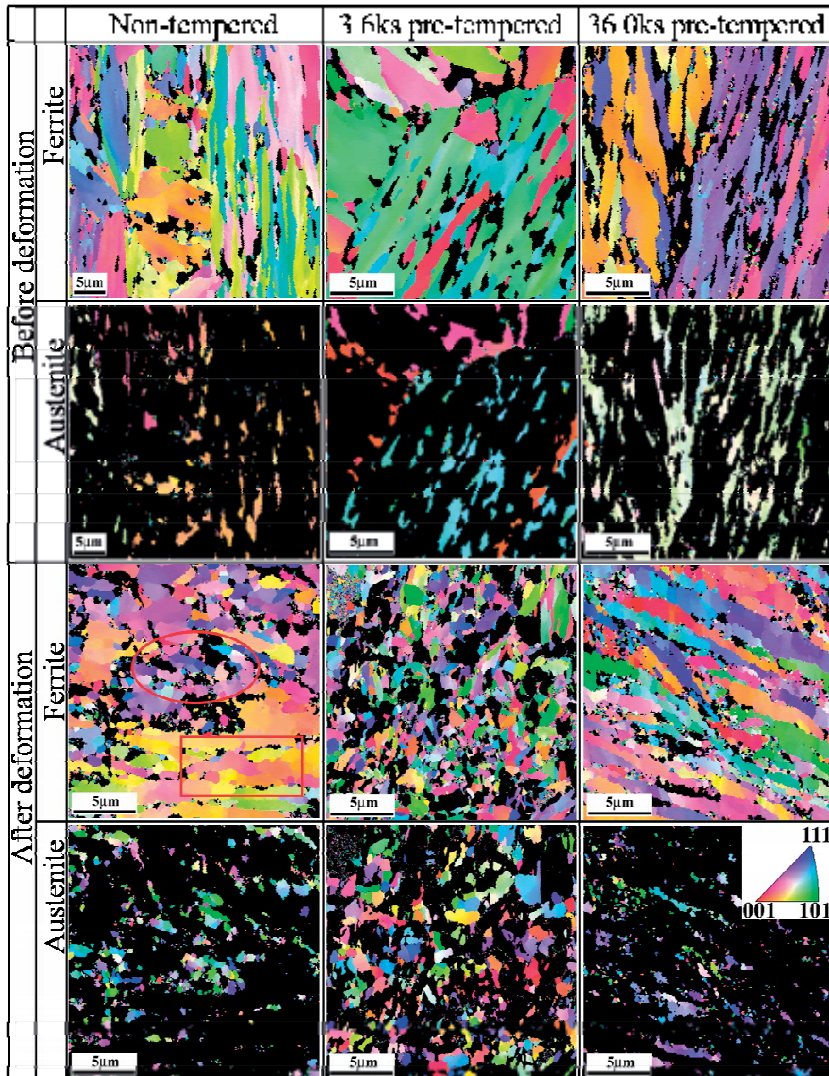 Non-tempered 3.6ks pre-tempered 36.0ks pre-tempered
Before deformation
Ferrite
5μm 5μm 5μm
Austenite
5μm 5μm 5μm
After deformation
Ferrite
5μm 5μm 5μm
Austenite
111
001 101
5μm 5μm 5μm